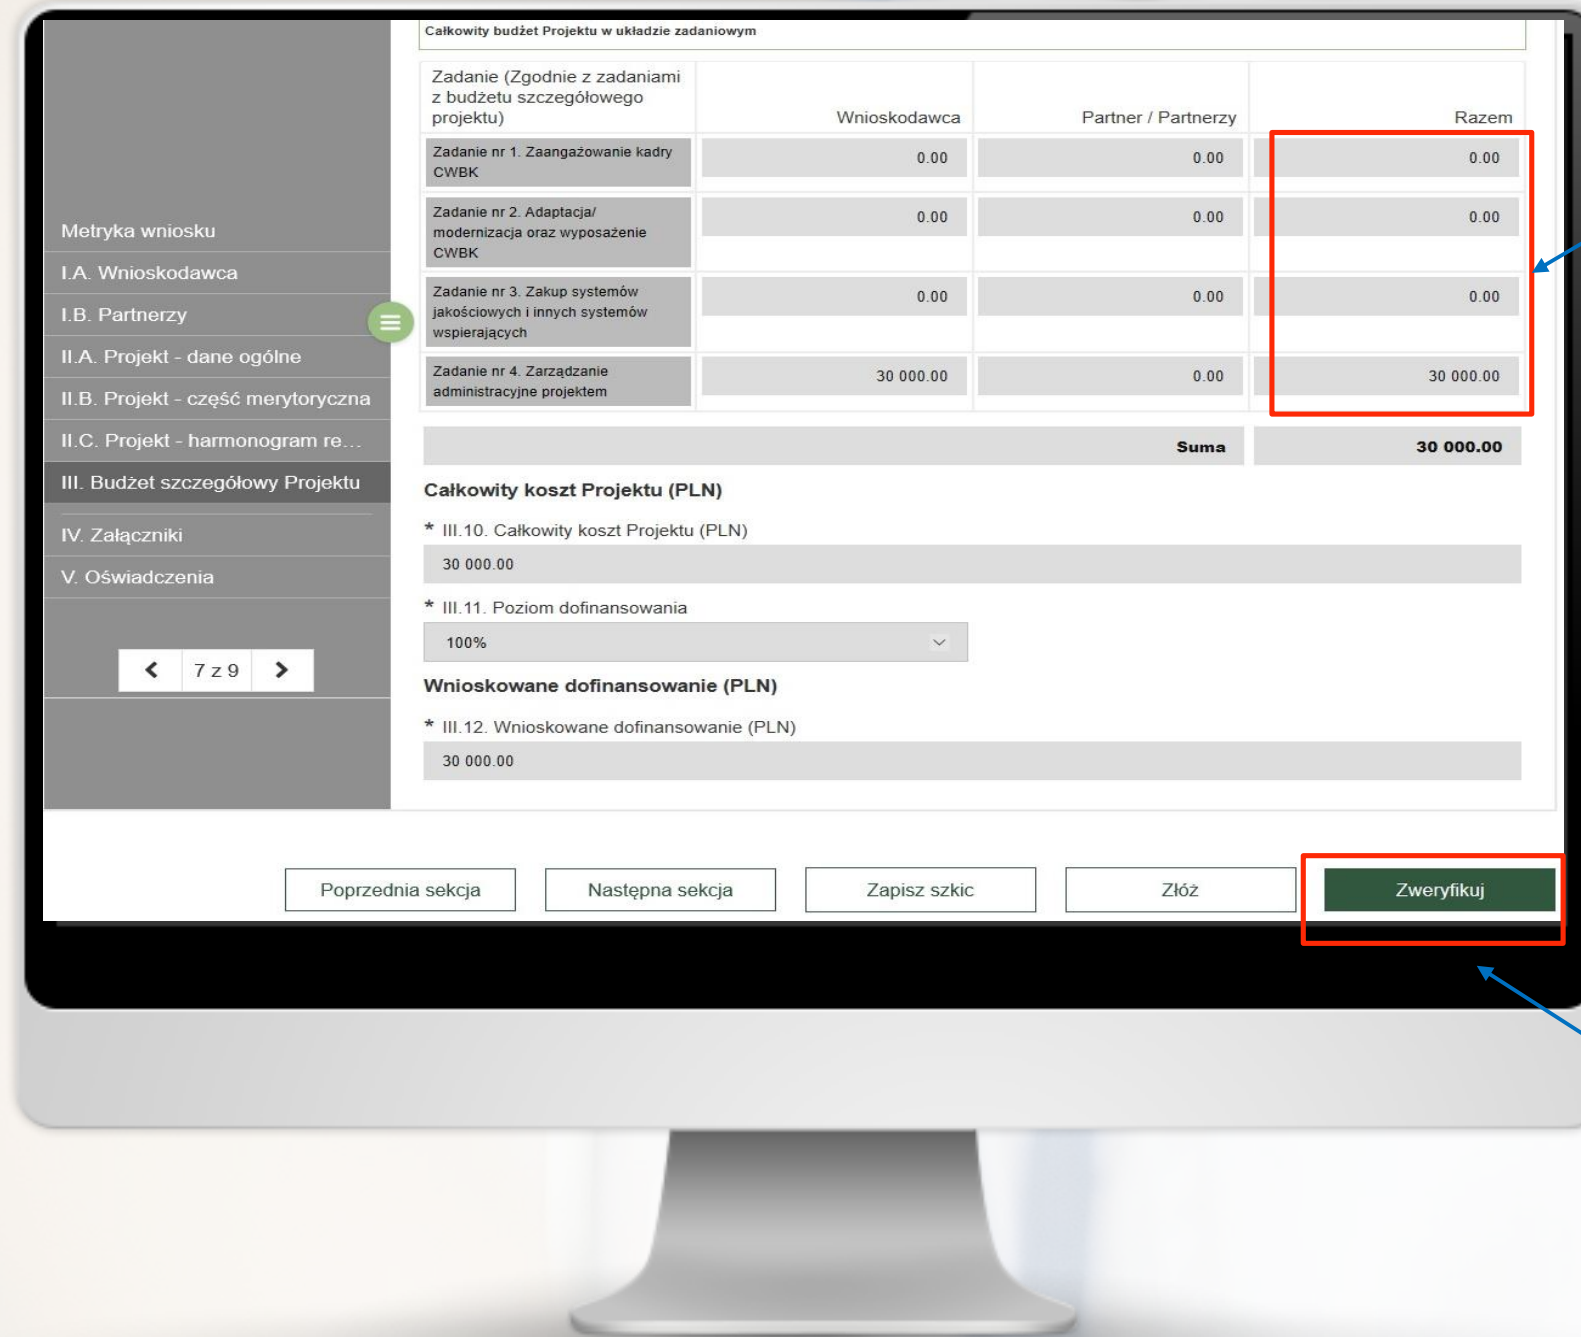 Całkowity budżet Projektu w układzie zadaniowym
Zadanie (Zgodnie z zadaniami
z budżetu szczegółowego
projektu)
Wnioskodawca
Partner / Partnerzy
Razem
Zadanie nr 1. Zaangażowanie kadry
CWBK
0.00
0.00
0.00
Zadanie nr 2. Adaptacja/
modernizacja oraz wyposażenie
CWBK
0.00
0.00
0.00
Zadanie nr 3. Zakup systemów
jakościowych i innych systemów
wspierających
0.00
0.00
0.00
Zadanie nr 4. Zarządzanie
administracyjne projektem
30 000.00
0.00
30 000.00
Suma
30 000.00
Metryka wniosku
I.A. Wnioskodawca
I.B. Partnerzy
II.A. Projekt - dane ogólne
II.B. Projekt - część merytoryczna
II.C. Projekt - harmonogram re...
III. Budżet szczegółowy Projektu
IV. Załączniki
V. Oświadczenia
7 z 9
Całkowity koszt Projektu (PLN)
* III.10. Całkowity koszt Projektu (PLN)
30 000.00
* III.11. Poziom dofinansowania
100%
Wnioskowane dofinansowanie (PLN)
* III.12. Wnioskowane dofinansowanie (PLN)
30 000.00
Poprzednia sekcja
Następna sekcja
Zapisz szkic
Złóż
Zweryfikuj